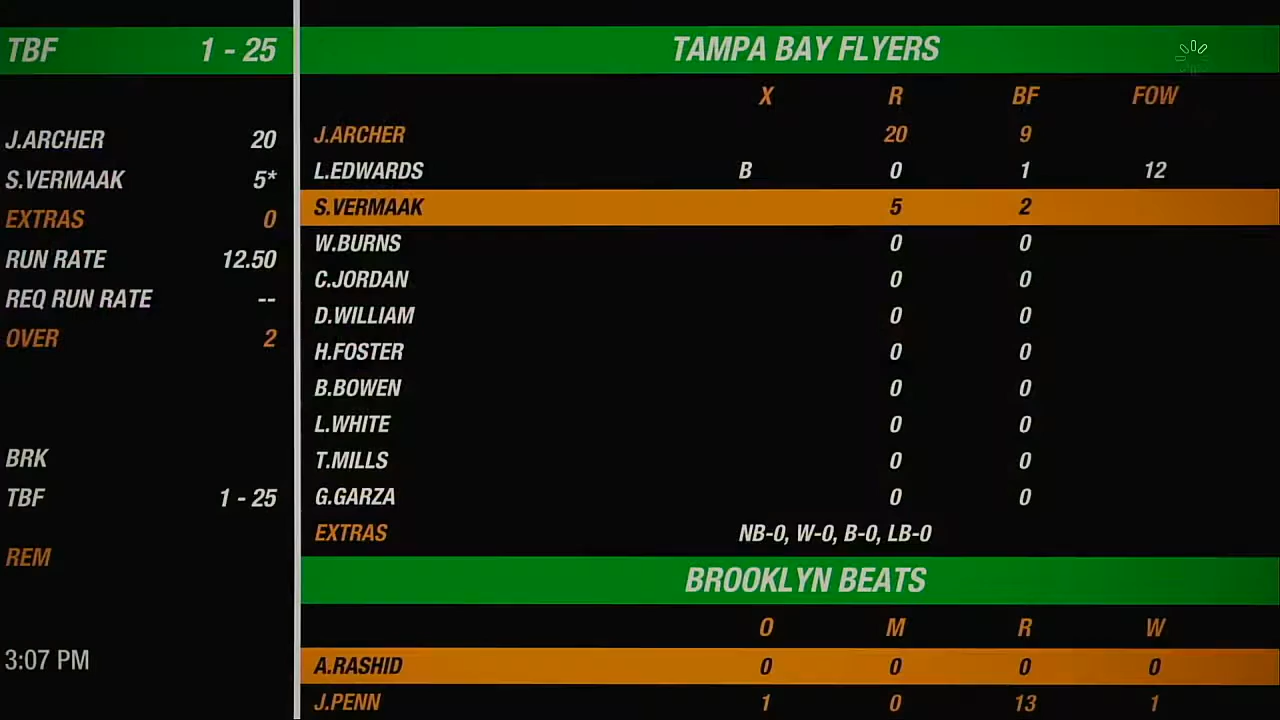 TBF 1 - 25
J.ARCHER 20
S.VERMAAK 5*
EXTRAS 0
RUN RATE 12.50
REQ RUN RATE --
OVER 2
BRK
TBF 1 - 25
REM
3:07 PM
TAMPA BAY FLYERS
X R BF FOW
J.ARCHER 20 9
L.EDWARDS B 0 1 12
S.VERMAAK 5 2
W.BURNS 0 0
C.JORDAN 0 0
D.WILLIAM 0 0
H.FOSTER 0 0
B.BOWEN 0 0
L.WHITE 0 0
T.MILLS 0 0
G.GARZA 0 0
EXTRAS NB-0, W-0, B-0, LB-0
BROOKLYN BEATS
O M R W
A.RASHID 0 0 0 0
J.PENN 1 0 13 1